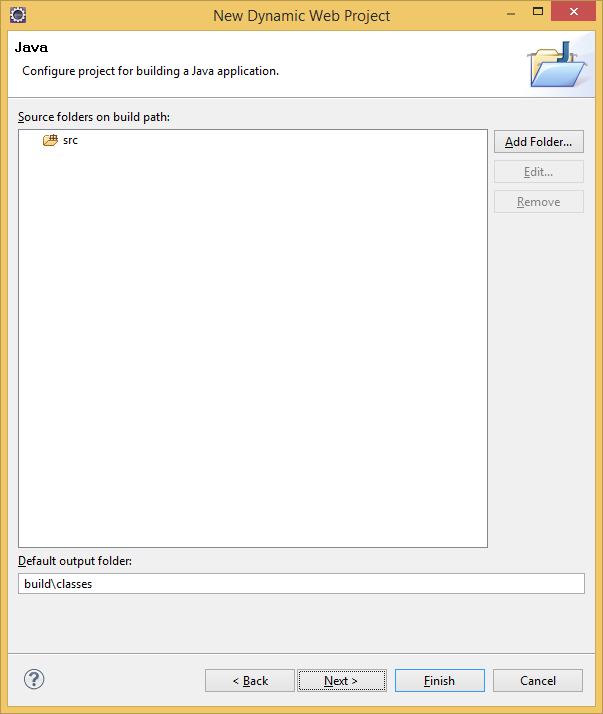 New Dynamic Web Project
Java
Configure project for building a Java application.
Source folders on build path:
src
Add Folder...
Edit...
Remove
Default output folder:
build\classes
< Back
Next >
Finish
Cancel